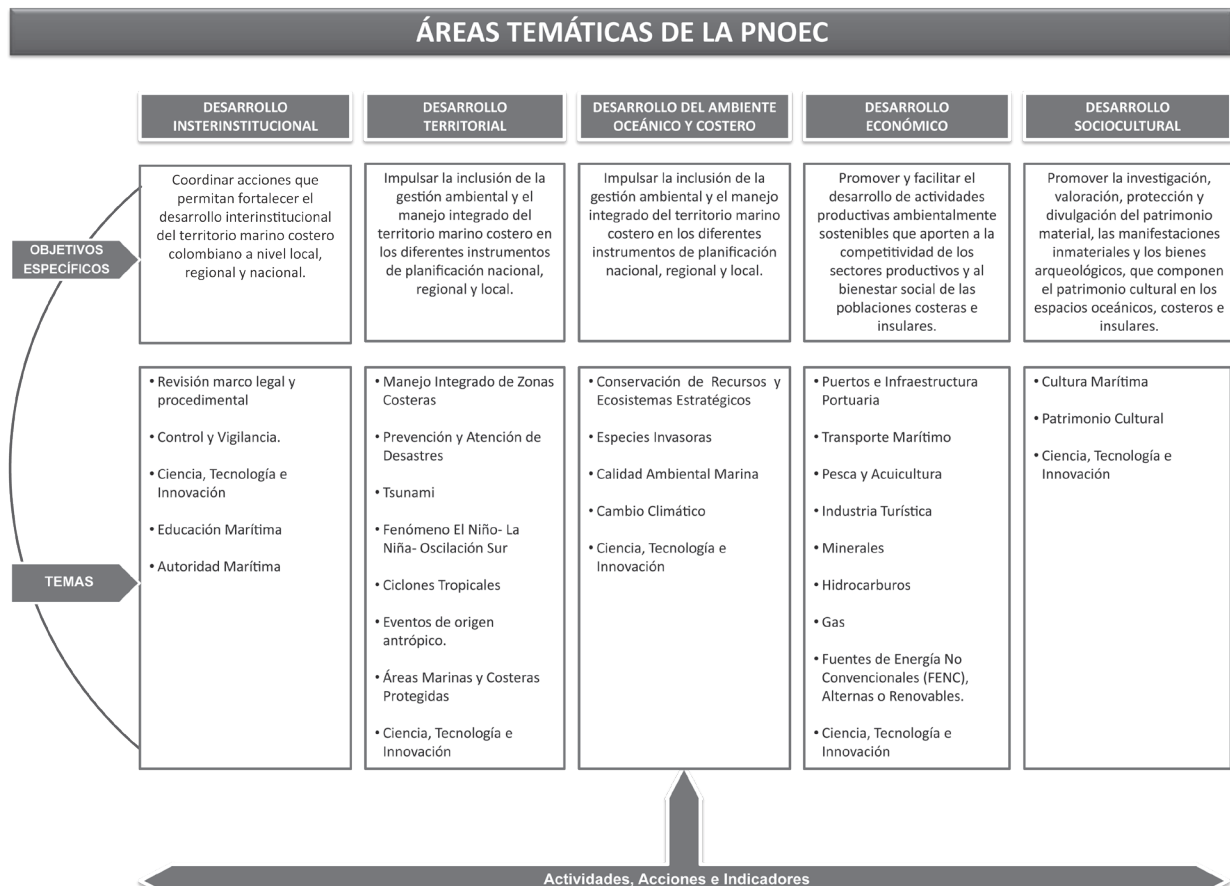 ÁREAS TEMÁTICAS DE LA PNOEC
DESARROLLO
INSTERINSTITUCIONAL
DESARROLLO
TERRITORIAL
DESARROLLO DEL AMBIENTE
OCEÁNICO Y COSTERO
DESARROLLO
ECONÓMICO
DESARROLLO
SOCIOCULTURAL
OBJETIVOS
ESPECÍFICOS
Coordinar acciones que
permitan fortalecer el
desarrollo interinstitucional
del territorio marino costero
colombiano a nivel local,
regional y nacional.
Impulsar la inclusión de la
gestión ambiental y el
manejo integrado del
territorio marino costero
en los diferentes instrumentos
de planificación nacional,
regional y local.
Impulsar la inclusión de la
gestión ambiental y el manejo
integrado del territorio marino
costero en los diferentes
instrumentos de planificación
nacional, regional y local.
Promover y facilitar el
desarrollo de actividades
productivas ambientalmente
sostenibles que aporten a la
competitividad de los
sectores productivos y al
bienestar social de las
poblaciones costeras e
insulares.
Promover la investigación,
valoración, protección y
divulgación del patrimonio
material, las manifestaciones
inmateriales y los bienes
arqueológicos, que componen
el patrimonio cultural en los
espacios oceánicos, costeros e
insulares.
TEMAS
• Revisión marco legal y
procedimental
• Control y Vigilancia.
• Ciencia, Tecnología e
Innovación
• Educación Marítima
• Autoridad Marítima
• Manejo Integrado de Zonas
Costeras
• Prevención y Atención de
Desastres
• Tsunami
• Fenómeno El Niño- La
Niña- Oscilación Sur
• Ciclones Tropicales
• Eventos de origen
antrópico.
• Áreas Marinas y Costeras
Protegidas
• Ciencia, Tecnología e
Innovación
• Conservación de Recursos y
Ecosistemas Estratégicos
• Especies Invasoras
• Calidad Ambiental Marina
• Cambio Climático
• Ciencia, Tecnología e
Innovación
• Puertos e Infraestructura
Portuaria
• Transporte Marítimo
• Pesca y Acuicultura
• Industria Turística
• Minerales
• Hidrocarburos
• Gas
• Fuentes de Energía No
Convencionales (FENC),
Alternas o Renovables.
• Ciencia, Tecnología e
Innovación
• Cultura Marítima
• Patrimonio Cultural
• Ciencia, Tecnología e
Innovación
Actividades, Acciones e Indicadores